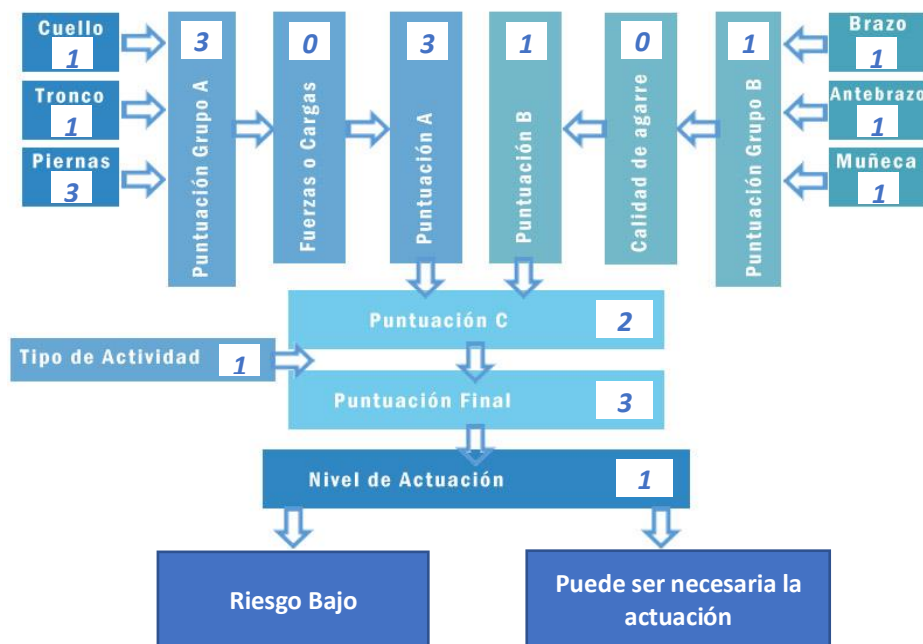 Cuello
1
Tronco
1
Piernas
3
3
Puntuación Grupo A
0
Fuerzas o Cargas
3
Puntuación A
1
Puntuación B
0
Calidad de agarre
1
Puntuación Grupo B
Brazo
1
Antebrazo
1
Muñeca
1
Puntuación C
2
Tipo de Actividad
1
Puntuación Final
3
Nivel de Actuación
1
Riesgo Bajo
Puede ser necesaria la
actuación